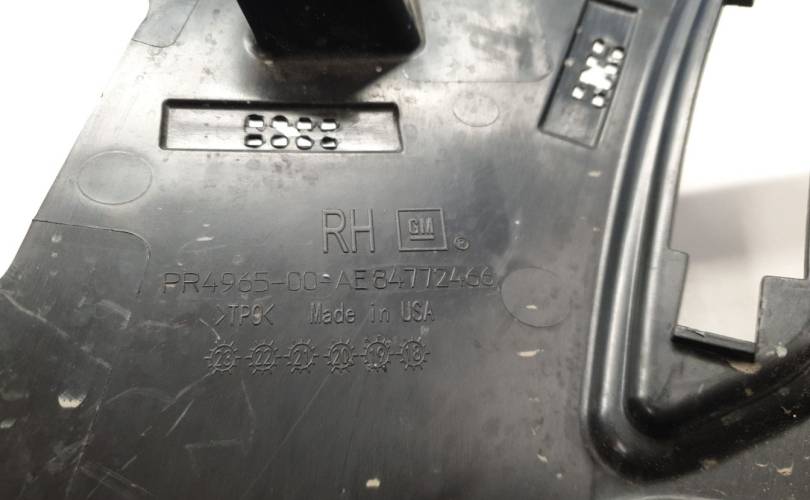 RH GM ®
PR4965-00-AE 84772466
>TPO< Made in USA
23 22 21 20 19 18